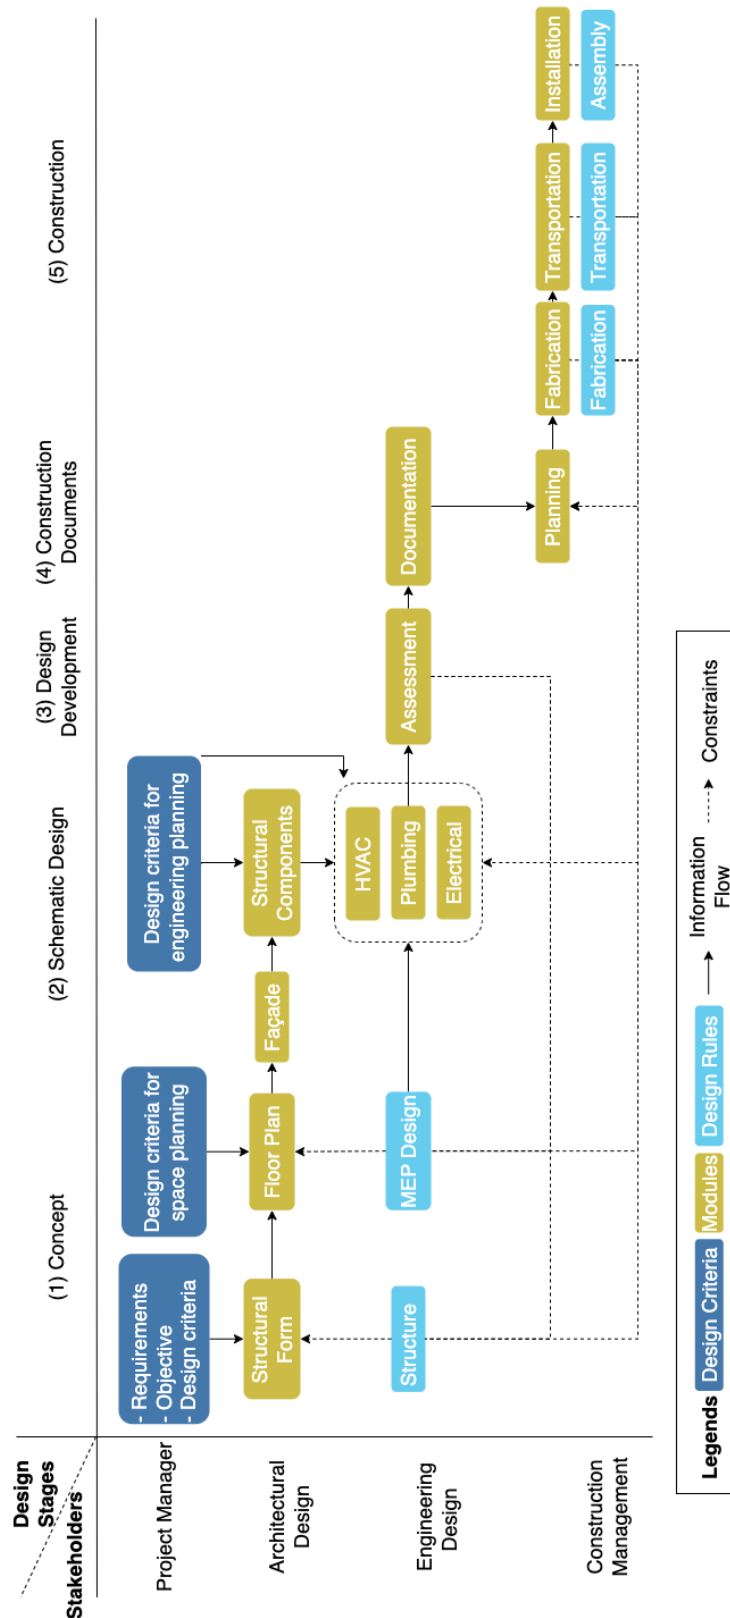 Design
Stages
Stakeholders
(1) Concept
(2) Schematic Design
(3) Design
Development
(4) Construction
Documents
(5) Construction
Project Manager
- Requirements
- Objective
- Design criteria
Design criteria for
space planning
Design criteria for
engineering planning
Architectural
Design
Structural
Form
Floor Plan
Façade
Structural
Components
Engineering
Design
Structure
MEP Design
HVAC
Plumbing
Electrical
Assessment
Documentation
Construction
Management
Planning
Fabrication
Transportation
Installation
Fabrication
Transportation
Assembly
Legends
Design Criteria
Modules
Design Rules
Information
Flow
Constraints